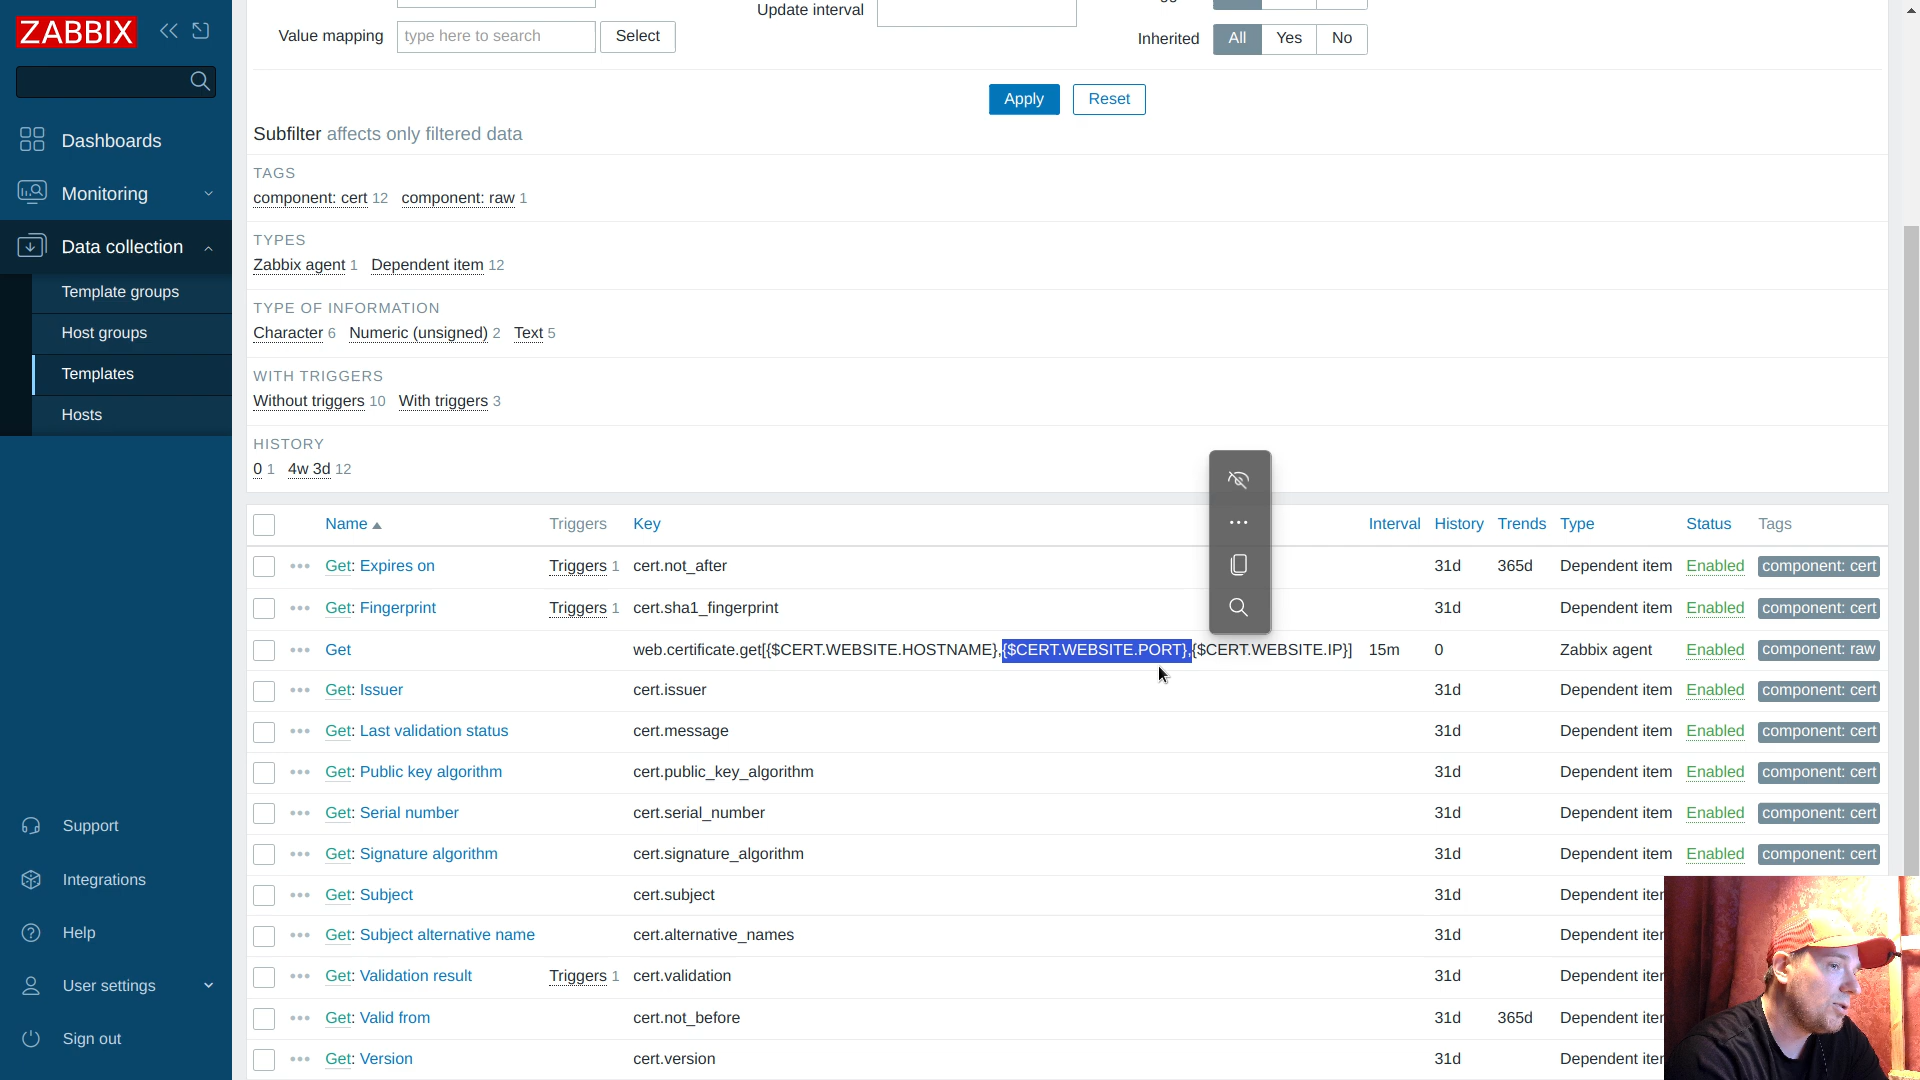 ZABBIX
Dashboards
Monitoring
Data collection
Template groups
Host groups
Templates
Hosts
Support
Integrations
Help
User settings
Sign out
Update interval
Value mapping type here to search Select
Inherited All Yes No
Apply Reset
Subfilter affects only filtered data
TAGS
component: cert 12 component: raw 1
TYPES
Zabbix agent 1 Dependent item 12
TYPE OF INFORMATION
Character 6 Numeric (unsigned) 2 Text 5
WITH TRIGGERS
Without triggers 10 With triggers 3
HISTORY
0 1 4w 3d 12
Name Triggers Key Interval History Trends Type Status Tags
Get: Expires on Triggers 1 cert.not_after 31d 365d Dependent item Enabled component: cert
Get: Fingerprint Triggers 1 cert.sha1_fingerprint 31d Dependent item Enabled component: cert
Get web.certificate.get[{$CERT.WEBSITE.HOSTNAME},{$CERT.WEBSITE.PORT},{$CERT.WEBSITE.IP}] 15m 0 Zabbix agent Enabled component: raw
Get: Issuer cert.issuer 31d Dependent item Enabled component: cert
Get: Last validation status cert.message 31d Dependent item Enabled component: cert
Get: Public key algorithm cert.public_key_algorithm 31d Dependent item Enabled component: cert
Get: Serial number cert.serial_number 31d Dependent item Enabled component: cert
Get: Signature algorithm cert.signature_algorithm 31d Dependent item Enabled component: cert
Get: Subject cert.subject 31d Dependent
Get: Subject alternative name cert.alternative_names 31d Dependent
Get: Validation result Triggers 1 cert.validation 31d Dependent
Get: Valid from cert.not_before 31d 365d Dependent
Get: Version cert.version 31d Dependent